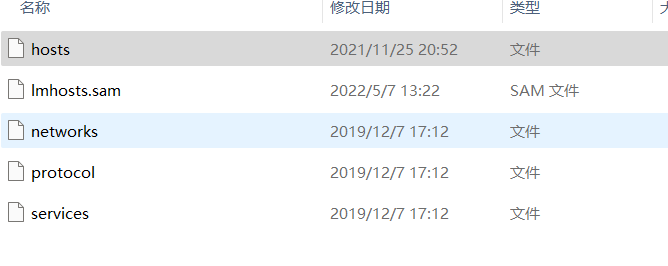 名称 修改日期 类型
hosts 2021/11/25 20:52 文件
lmhosts.sam 2022/5/7 13:22 SAM 文件
networks 2019/12/7 17:12 文件
protocol 2019/12/7 17:12 文件
services 2019/12/7 17:12 文件